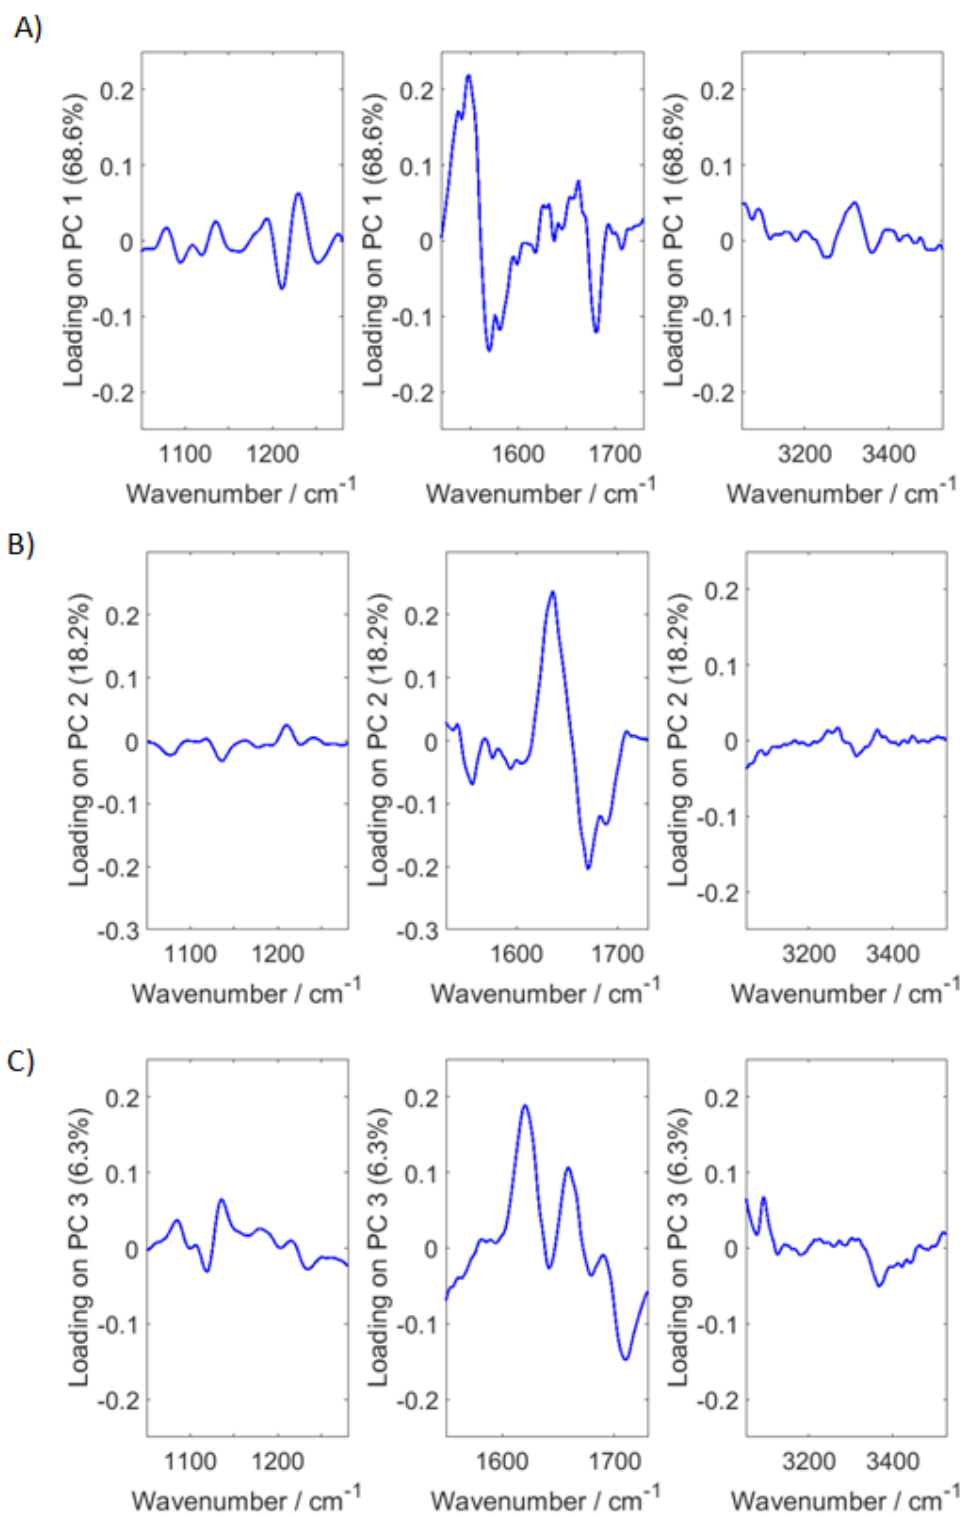 A)
Loading on PC 1 (68.6%)
0.2
0.1
0
-0.1
-0.2
1100 1200
Wavenumber / cm-1
Loading on PC 1 (68.6%)
0.2
0.1
0
-0.1
-0.2
1600 1700
Wavenumber / cm-1
Loading on PC 1 (68.6%)
0.2
0.1
0
-0.1
-0.2
3200 3400
Wavenumber / cm-1
B)
Loading on PC 2 (18.2%)
0.2
0.1
0
-0.1
-0.2
-0.3
1100 1200
Wavenumber / cm-1
Loading on PC 2 (18.2%)
0.2
0.1
0
-0.1
-0.2
-0.3
1600 1700
Wavenumber / cm-1
Loading on PC 2 (18.2%)
0.2
0.1
0
-0.1
-0.2
3200 3400
Wavenumber / cm-1
C)
Loading on PC 3 (6.3%)
0.2
0.1
0
-0.1
-0.2
1100 1200
Wavenumber / cm-1
Loading on PC 3 (6.3%)
0.2
0.1
0
-0.1
-0.2
1600 1700
Wavenumber / cm-1
Loading on PC 3 (6.3%)
0.2
0.1
0
-0.1
-0.2
3200 3400
Wavenumber / cm-1